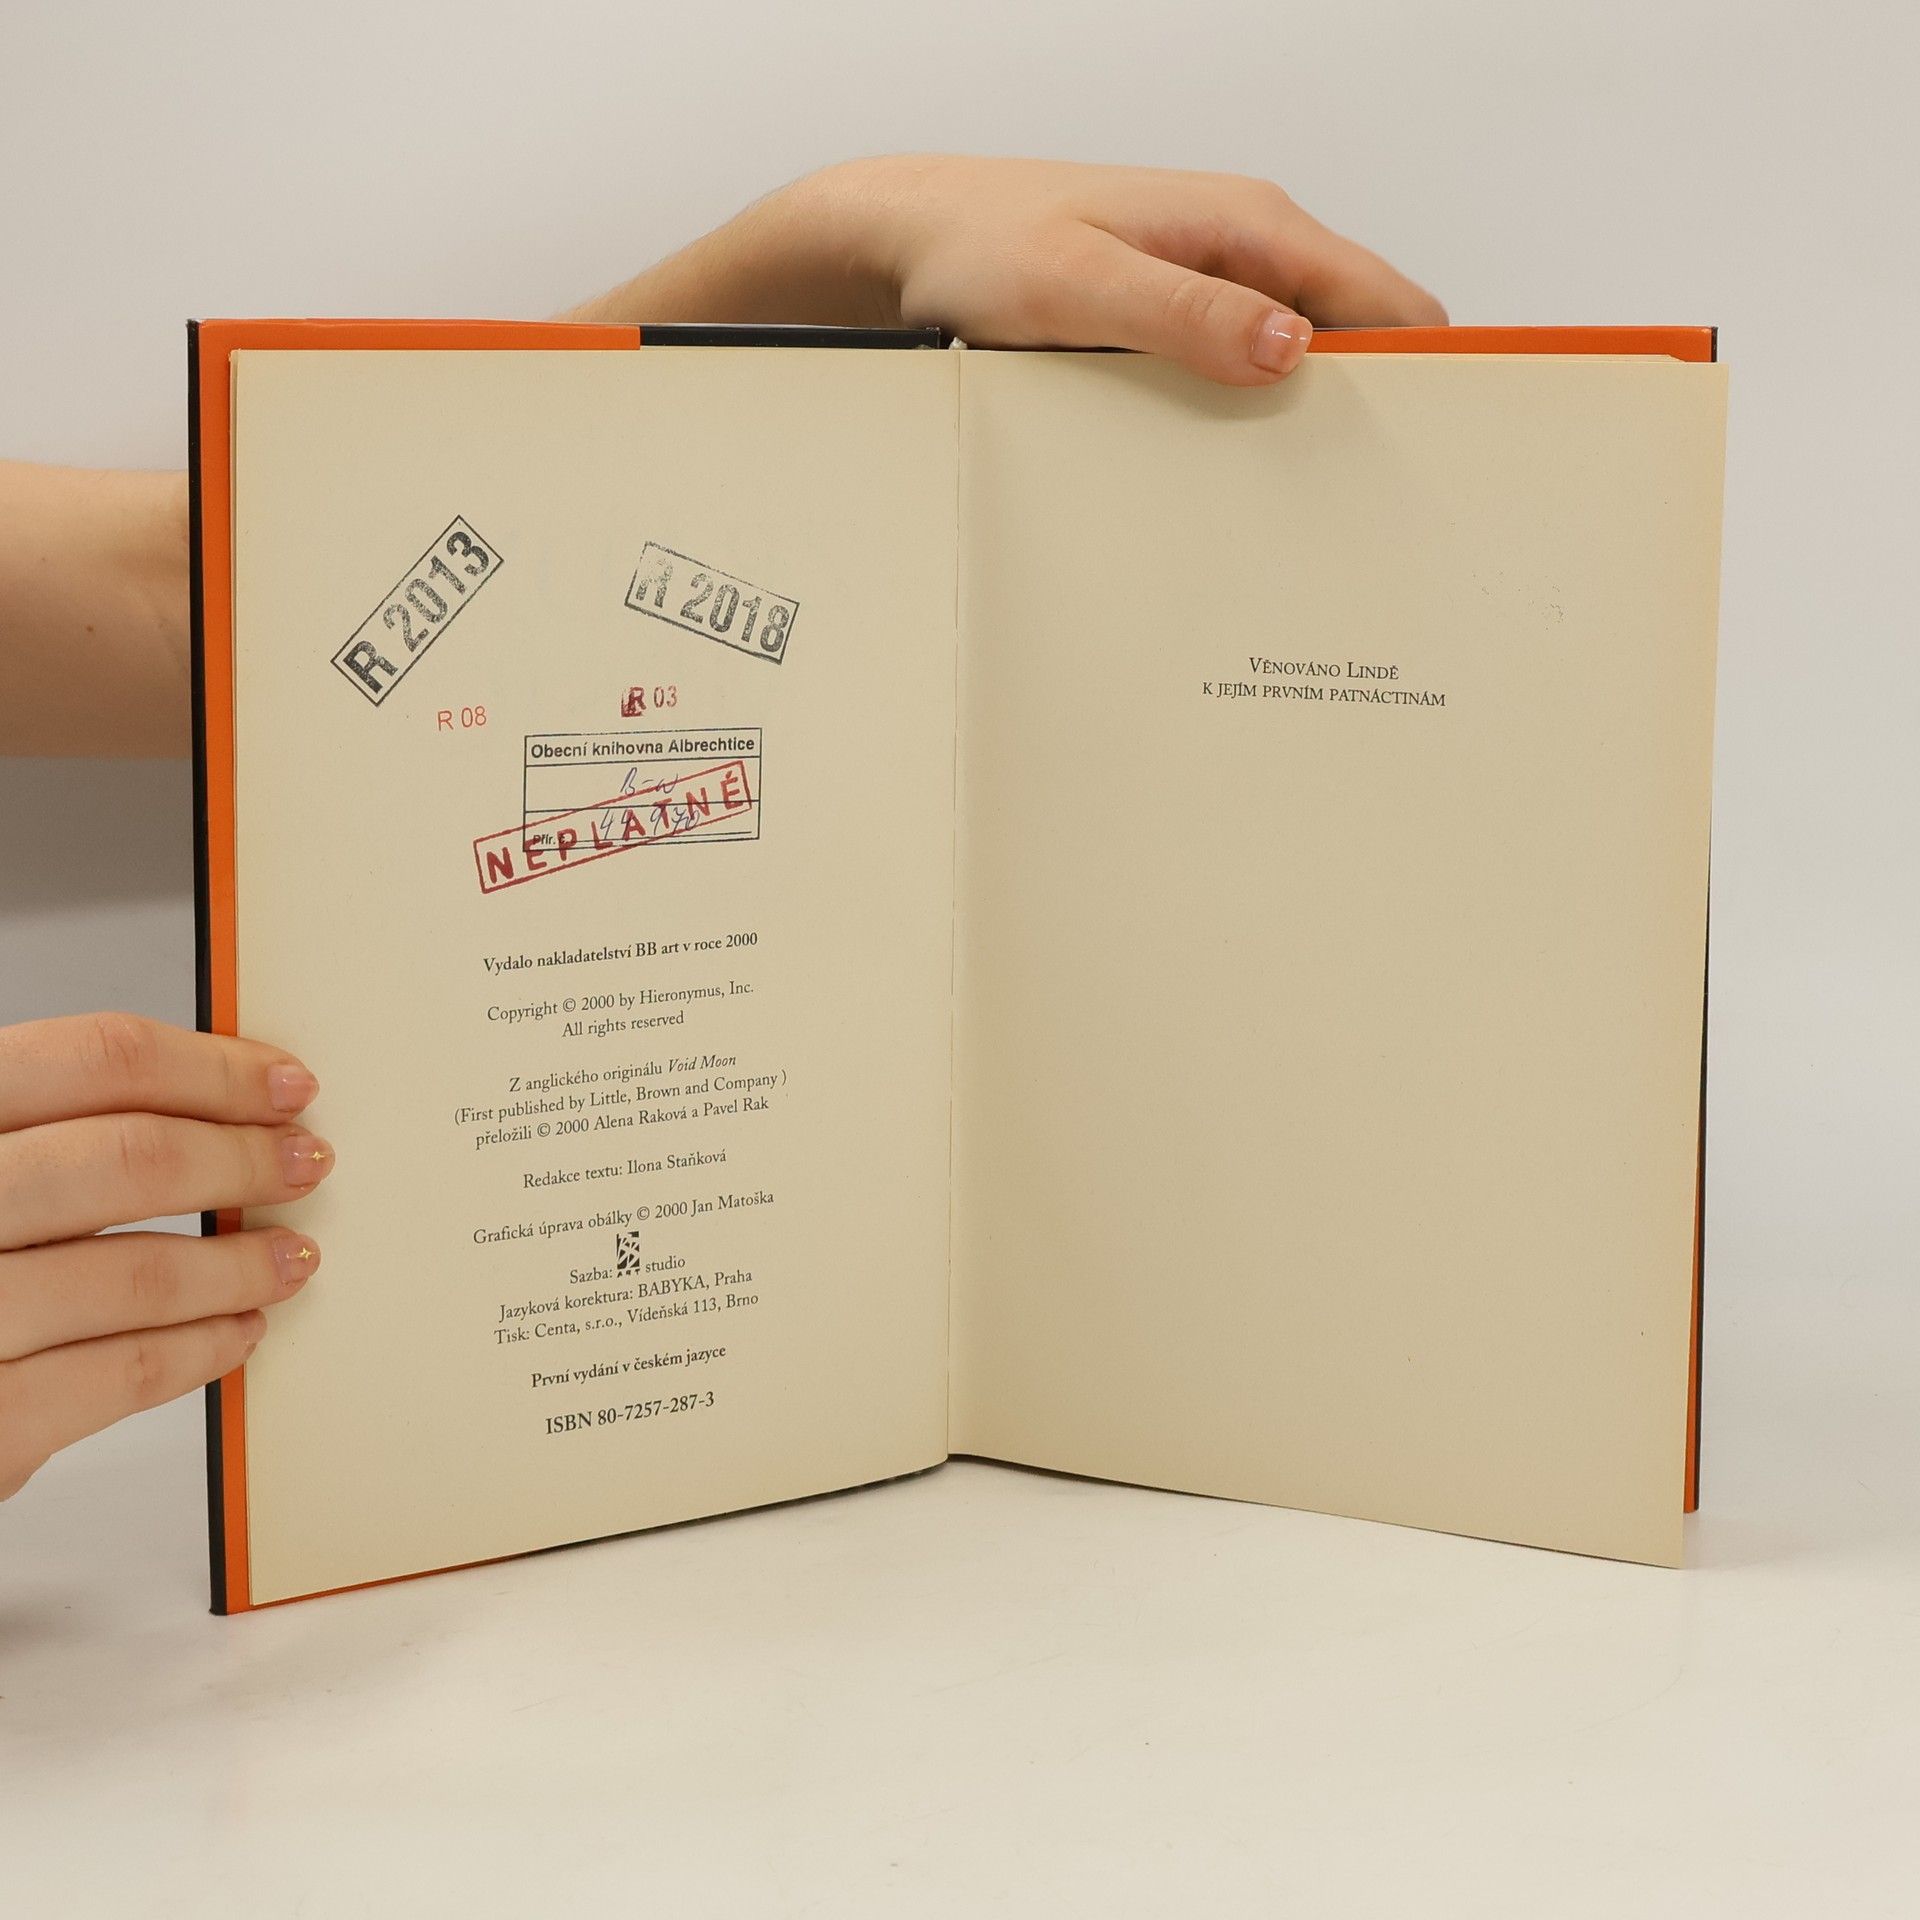 R 2013
R 2018
R 08
R 03
Obecní knihovna Albrechtice
Přír. č.
NEPLATNÉ
Vydalo nakladatelství BB art v roce 2000
Copyright © 2000 by Hieronymus, Inc.
All rights reserved
Z anglického originálu Void Moon
(First published by Little, Brown and Company )
přeložili © 2000 Alena Raková a Pavel Rak
Redakce textu: Ilona Staňková
Grafická úprava obálky © 2000 Jan Matoška
Sazba: BB ART studio
Jazyková korektura: BABYKA, Praha
Tisk: Centa, s.r.o., Vídeňská 113, Brno
První vydání v českém jazyce
ISBN 80-7257-287-3
VĚNOVÁNO LINDĚ
K JEJÍM PRVNÍM PATNÁCTINÁM